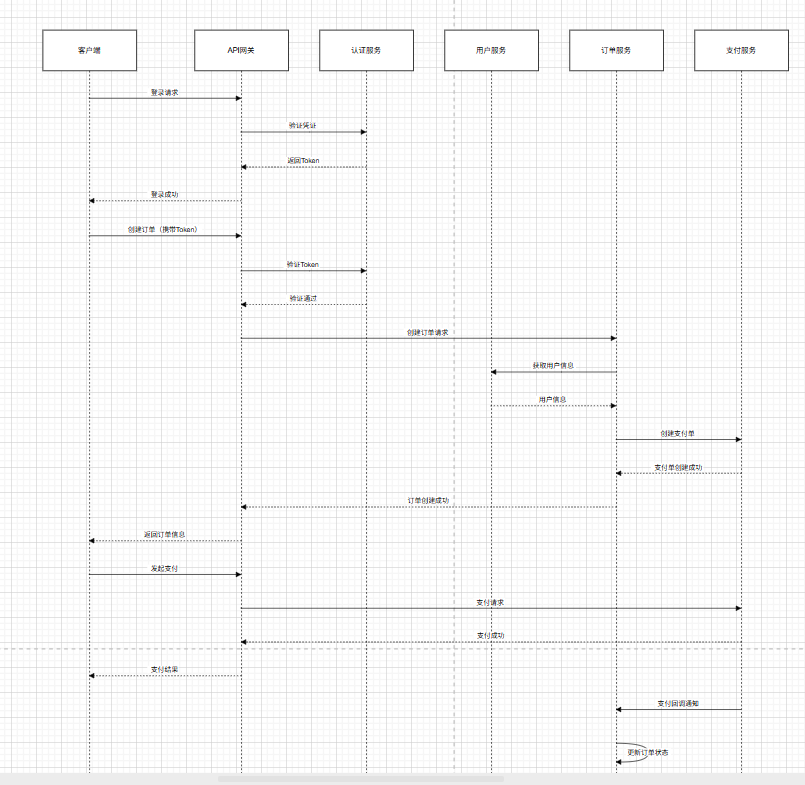 客户端
API网关
认证服务
用户服务
订单服务
支付服务
登录请求
验证凭证
返回Token
登录成功
创建订单（携带Token）
验证Token
验证通过
创建订单请求
获取用户信息
用户信息
创建支付单
支付单创建成功
订单创建成功
返回订单信息
发起支付
支付请求
支付成功
支付结果
支付回调通知
更新订单状态